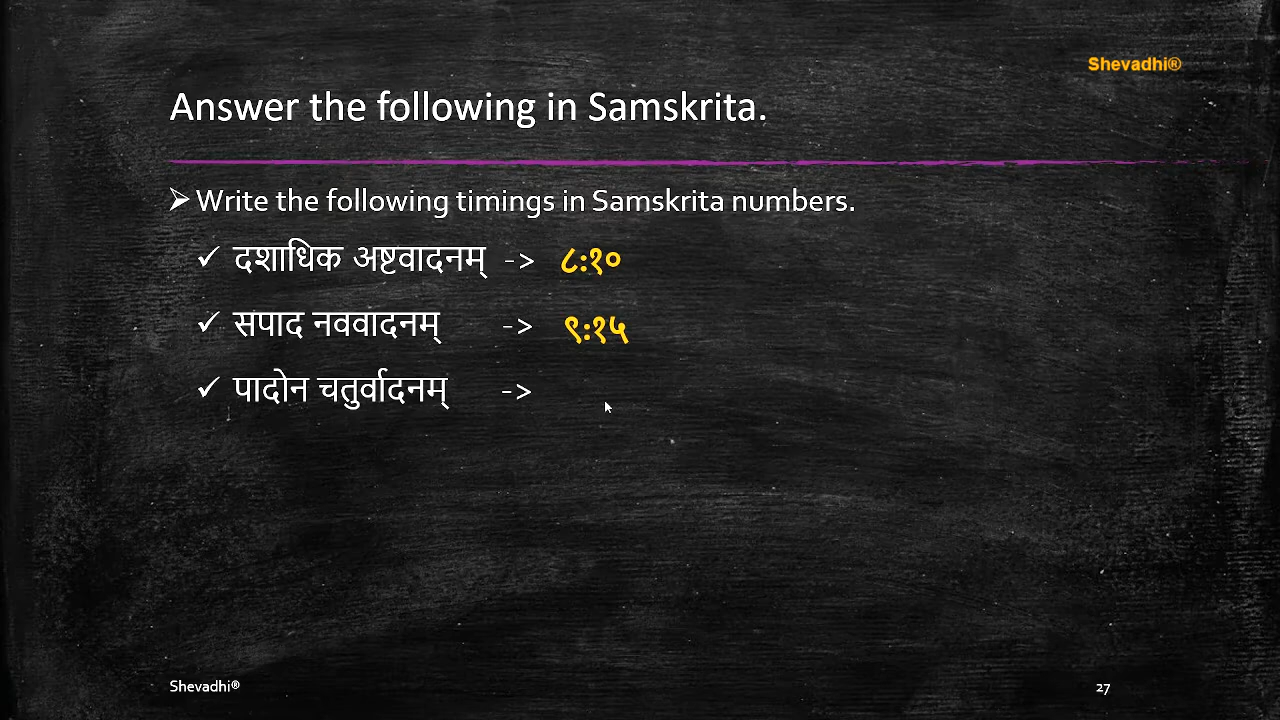 Shevadhi®
Answer the following in Samskrita.
Write the following timings in Samskrita numbers.
दशाधिक अष्टवादनम् -> ८:१०
सपाद नववादनम् -> ९:१५
पादोन चतुर्वादनम् ->
Shevadhi® 27